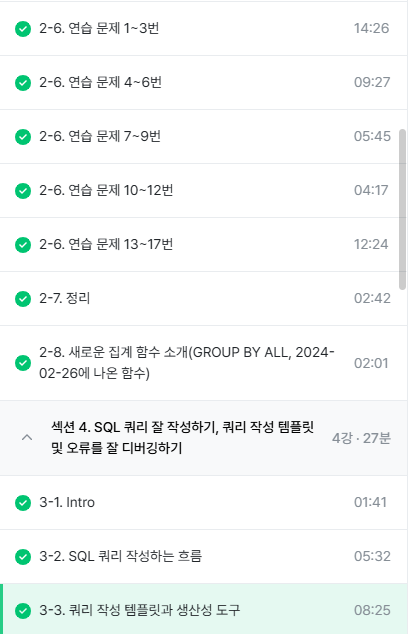 2-6. 연습 문제 1~3번 14:26
2-6. 연습 문제 4~6번 09:27
2-6. 연습 문제 7~9번 05:45
2-6. 연습 문제 10~12번 04:17
2-6. 연습 문제 13~17번 12:24
2-7. 정리 02:42
2-8. 새로운 집계 함수 소개(GROUP BY ALL, 2024-
02-26에 나온 함수) 02:01
섹션 4. SQL 쿼리 잘 작성하기, 쿼리 작성 템플릿
및 오류를 잘 디버깅하기 4강 · 27분
3-1. Intro 01:41
3-2. SQL 쿼리 작성하는 흐름 05:32
3-3. 쿼리 작성 템플릿과 생산성 도구 08:25